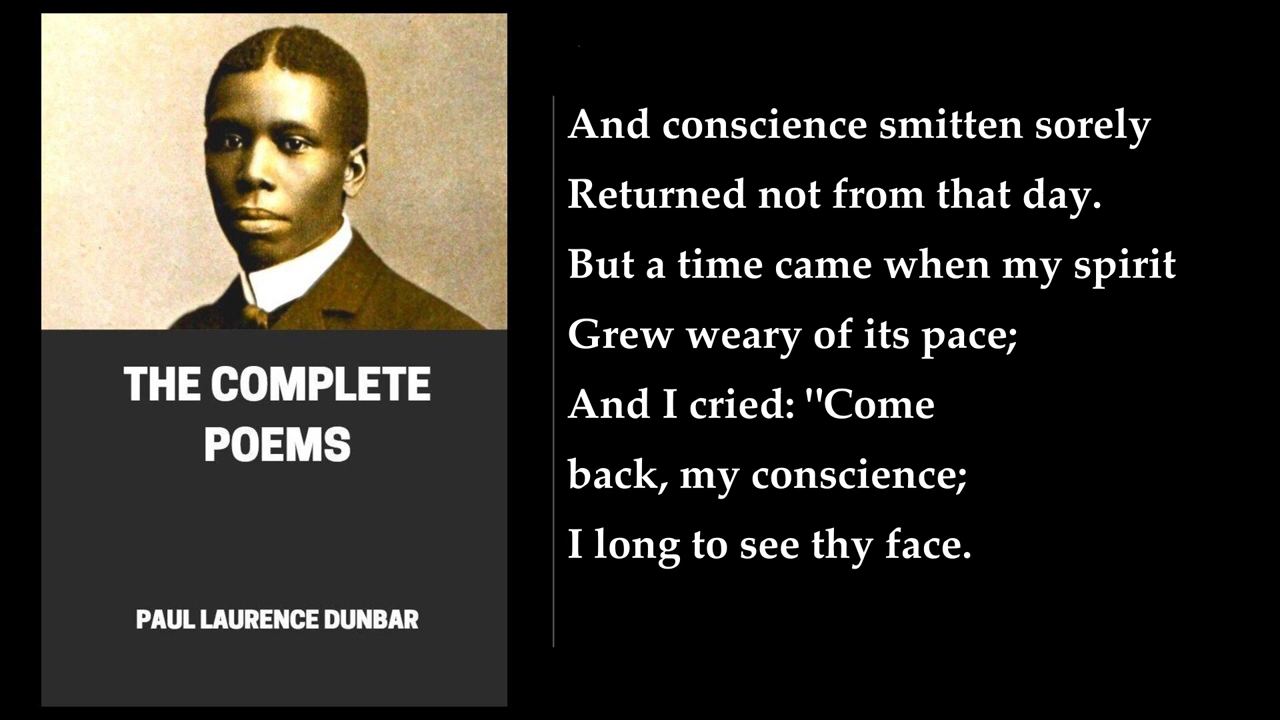 THE COMPLETE
POEMS
PAUL LAURENCE DUNBAR
And conscience smitten sorely
Returned not from that day.
But a time came when my spirit
Grew weary of its pace;
And I cried: "Come
back, my conscience;
I long to see thy face.